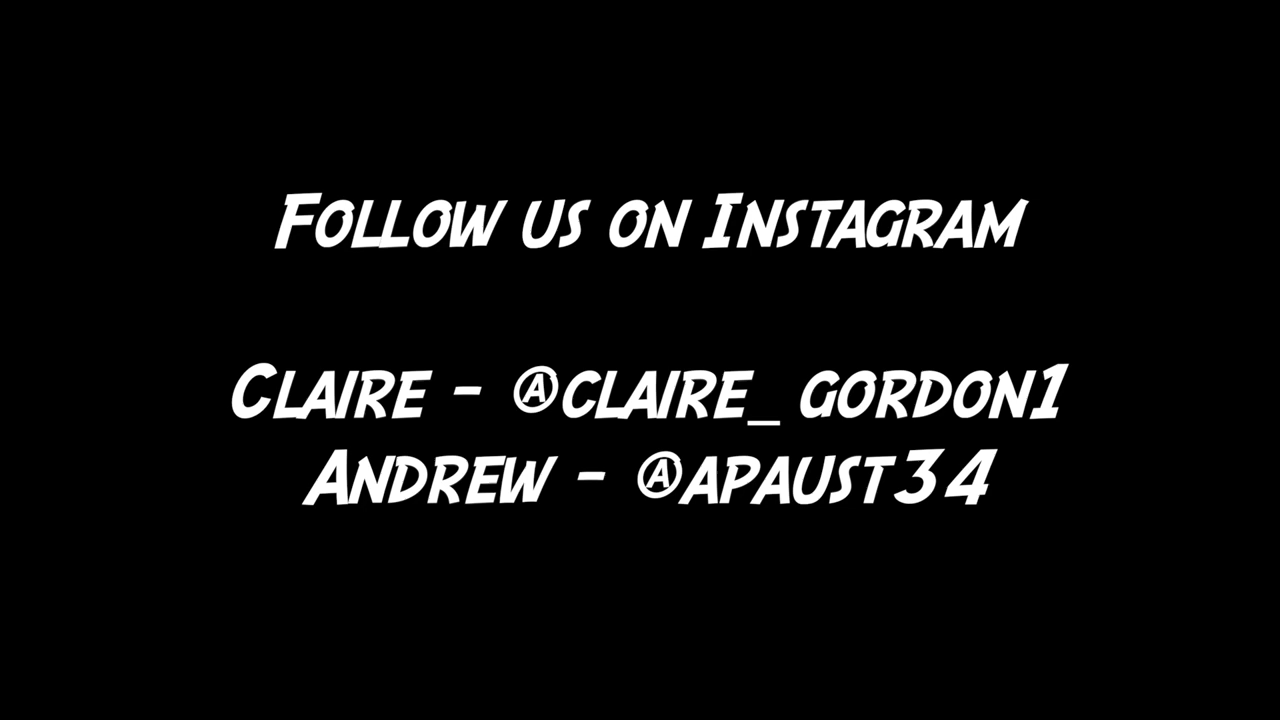 Follow us on Instagram
Claire - @claire_gordon1
Andrew - @apaust34